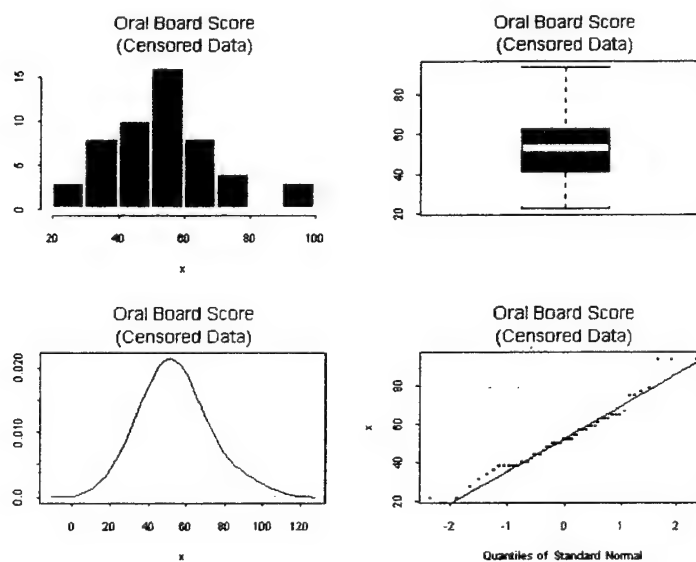 Oral Board Score
(Censored Data)
15
10
5
0
20 40 60 80 100
x
Oral Board Score
(Censored Data)
80
60
40
20
Oral Board Score
(Censored Data)
0.020
0.010
0.0
0 20 40 60 80 100 120
x
Oral Board Score
(Censored Data)
x
80
60
40
20
-2 -1 0 1 2
Quantiles of Standard Normal